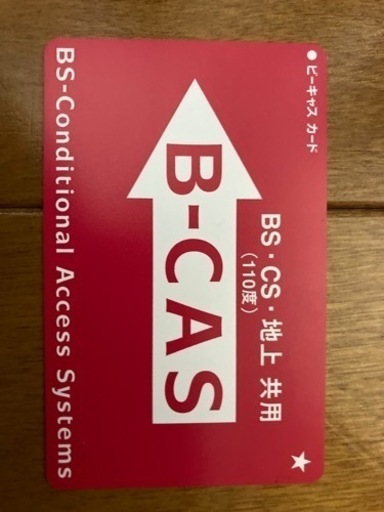 ●ビーキャス カード
BS・CS・地上 共用
（110度）
B-CAS
BS-Conditional Access Systems